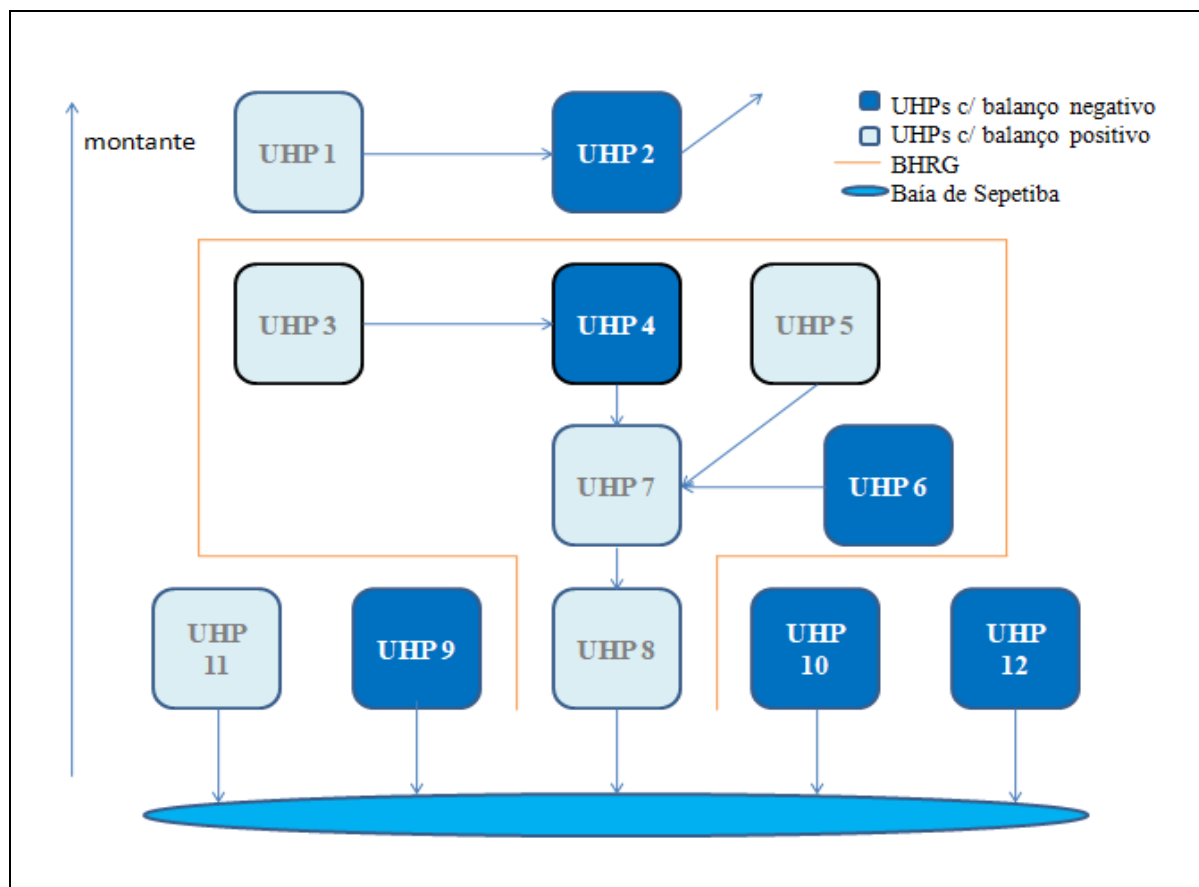 montante
UHP 1
UHP 2
UHPs c/ balanço negativo
UHPs c/ balanço positivo
BHRG
Baía de Sepetiba
UHP 3
UHP 4
UHP 5
UHP 7
UHP 6
UHP
11
UHP 9
UHP 8
UHP
10
UHP
12